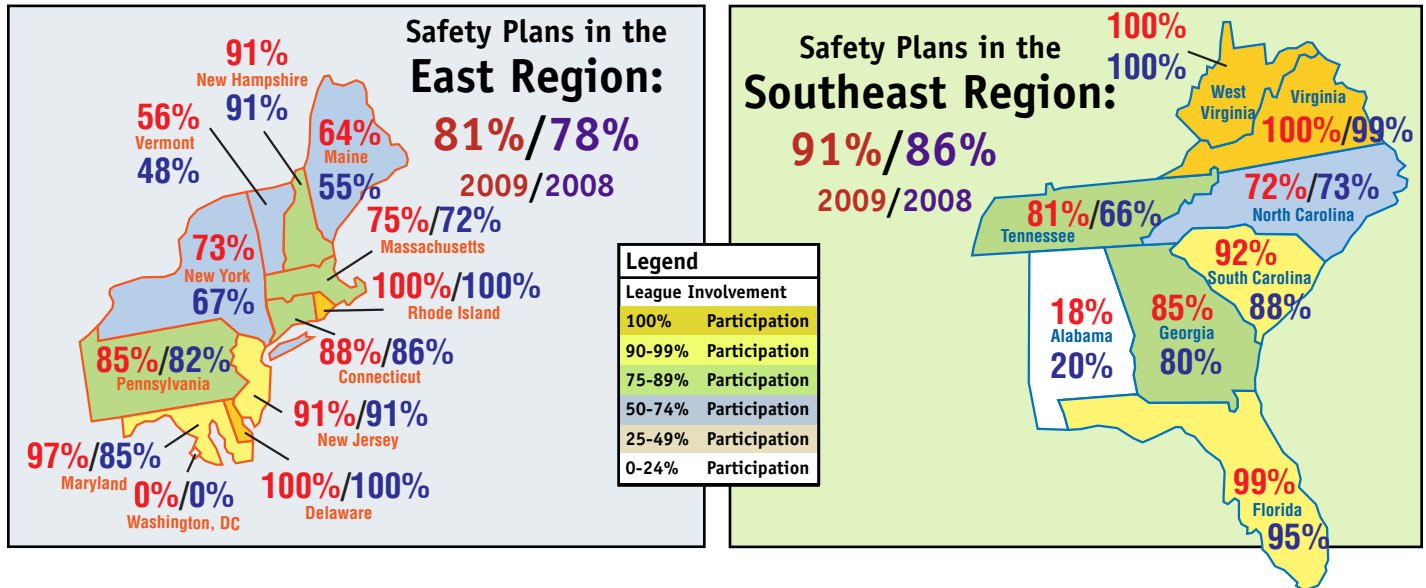 Safety Plans in the
East Region:
81%/78%
2009/2008
91%
New Hampshire
91%
56%
Vermont
48%
64%
Maine
55%
75%/72%
Massachusetts
73%
New York
67%
100%/100%
Rhode Island
88%/86%
Connecticut
85%/82%
Pennsylvania
91%/91%
New Jersey
97%/85%
Maryland
0%/0%
Washington, DC
100%/100%
Delaware
Legend
League Involvement
100% Participation
90-99% Participation
75-89% Participation
50-74% Participation
25-49% Participation
0-24% Participation
Safety Plans in the
Southeast Region:
91%/86%
2009/2008
100%
100%
West
Virginia
Virginia
100%/99%
72%/73%
North Carolina
81%/66%
Tennessee
92%
South Carolina
88%
18%
Alabama
20%
85%
Georgia
80%
99%
Florida
95%